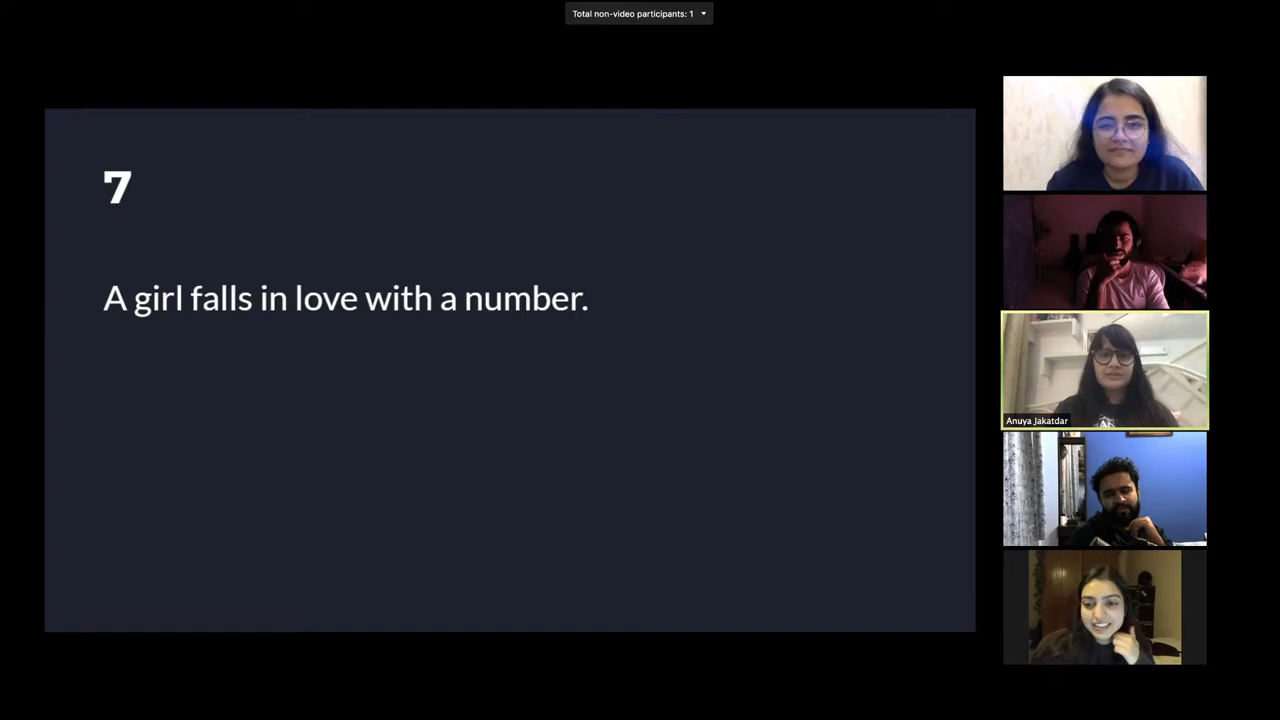 Total non-video participants: 1
7
A girl falls in love with a number.
Anuya Jakatdar